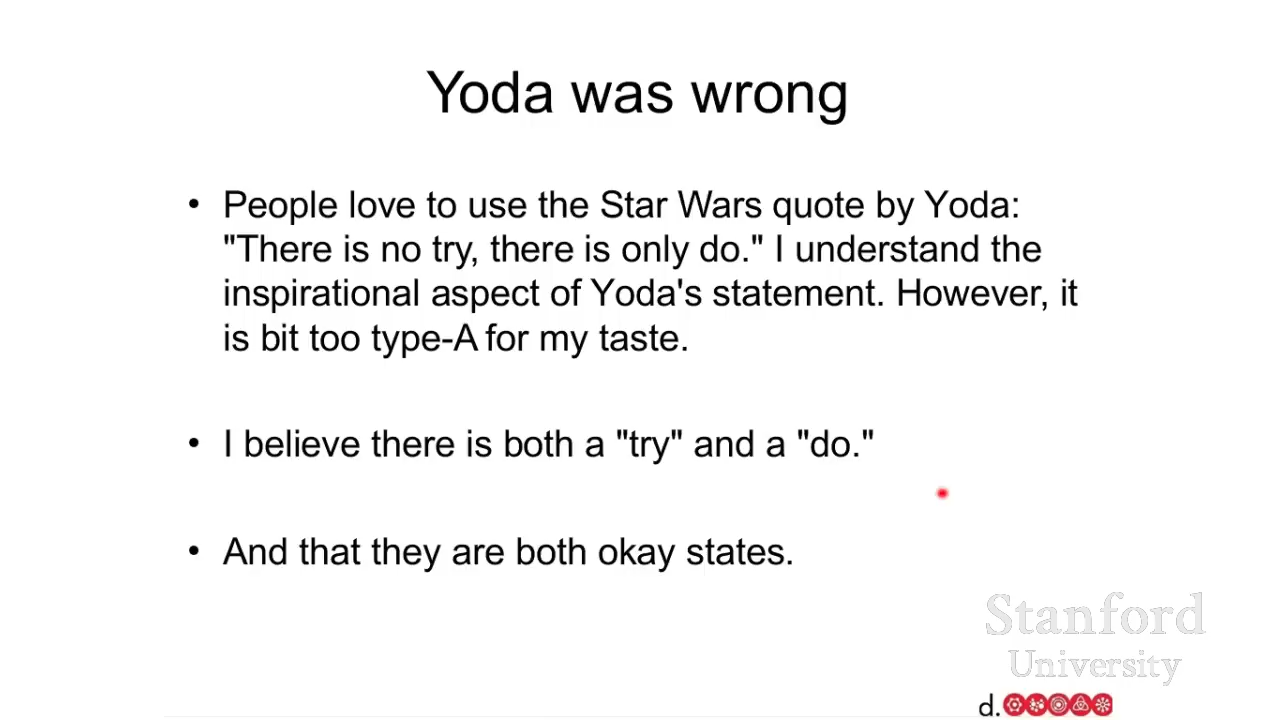 Yoda was wrong
• People love to use the Star Wars quote by Yoda:
"There is no try, there is only do." I understand the
inspirational aspect of Yoda's statement. However, it
is bit too type-A for my taste.
• I believe there is both a "try" and a "do."
• And that they are both okay states.
Stanford
University
d.